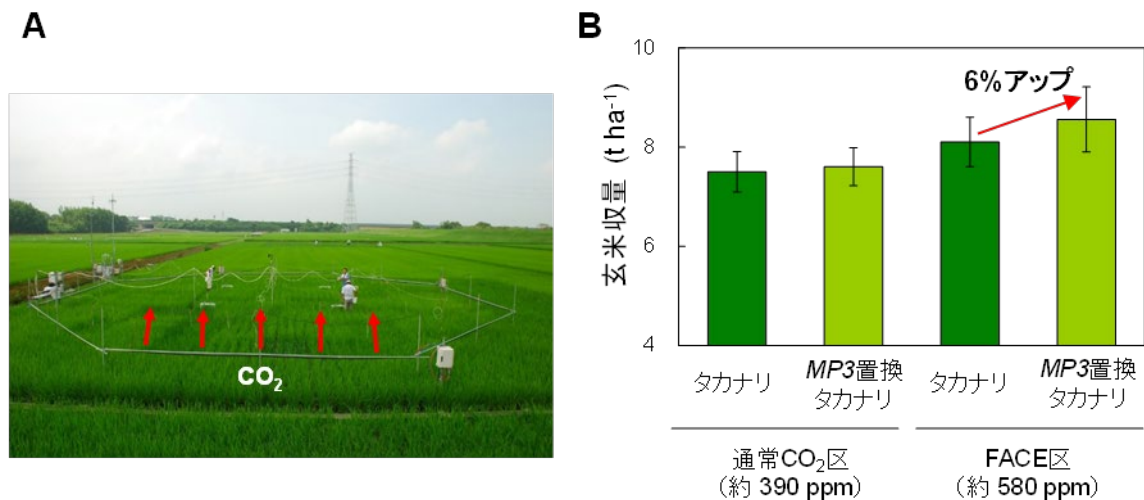 A
CO₂
B
玄米収量 (t ha⁻¹)
10
8
6
4
6%アップ
タカナリ
MP3置換
タカナリ
タカナリ
MP3置換
タカナリ
通常CO₂区
(約 390 ppm)
FACE区
(約 580 ppm)